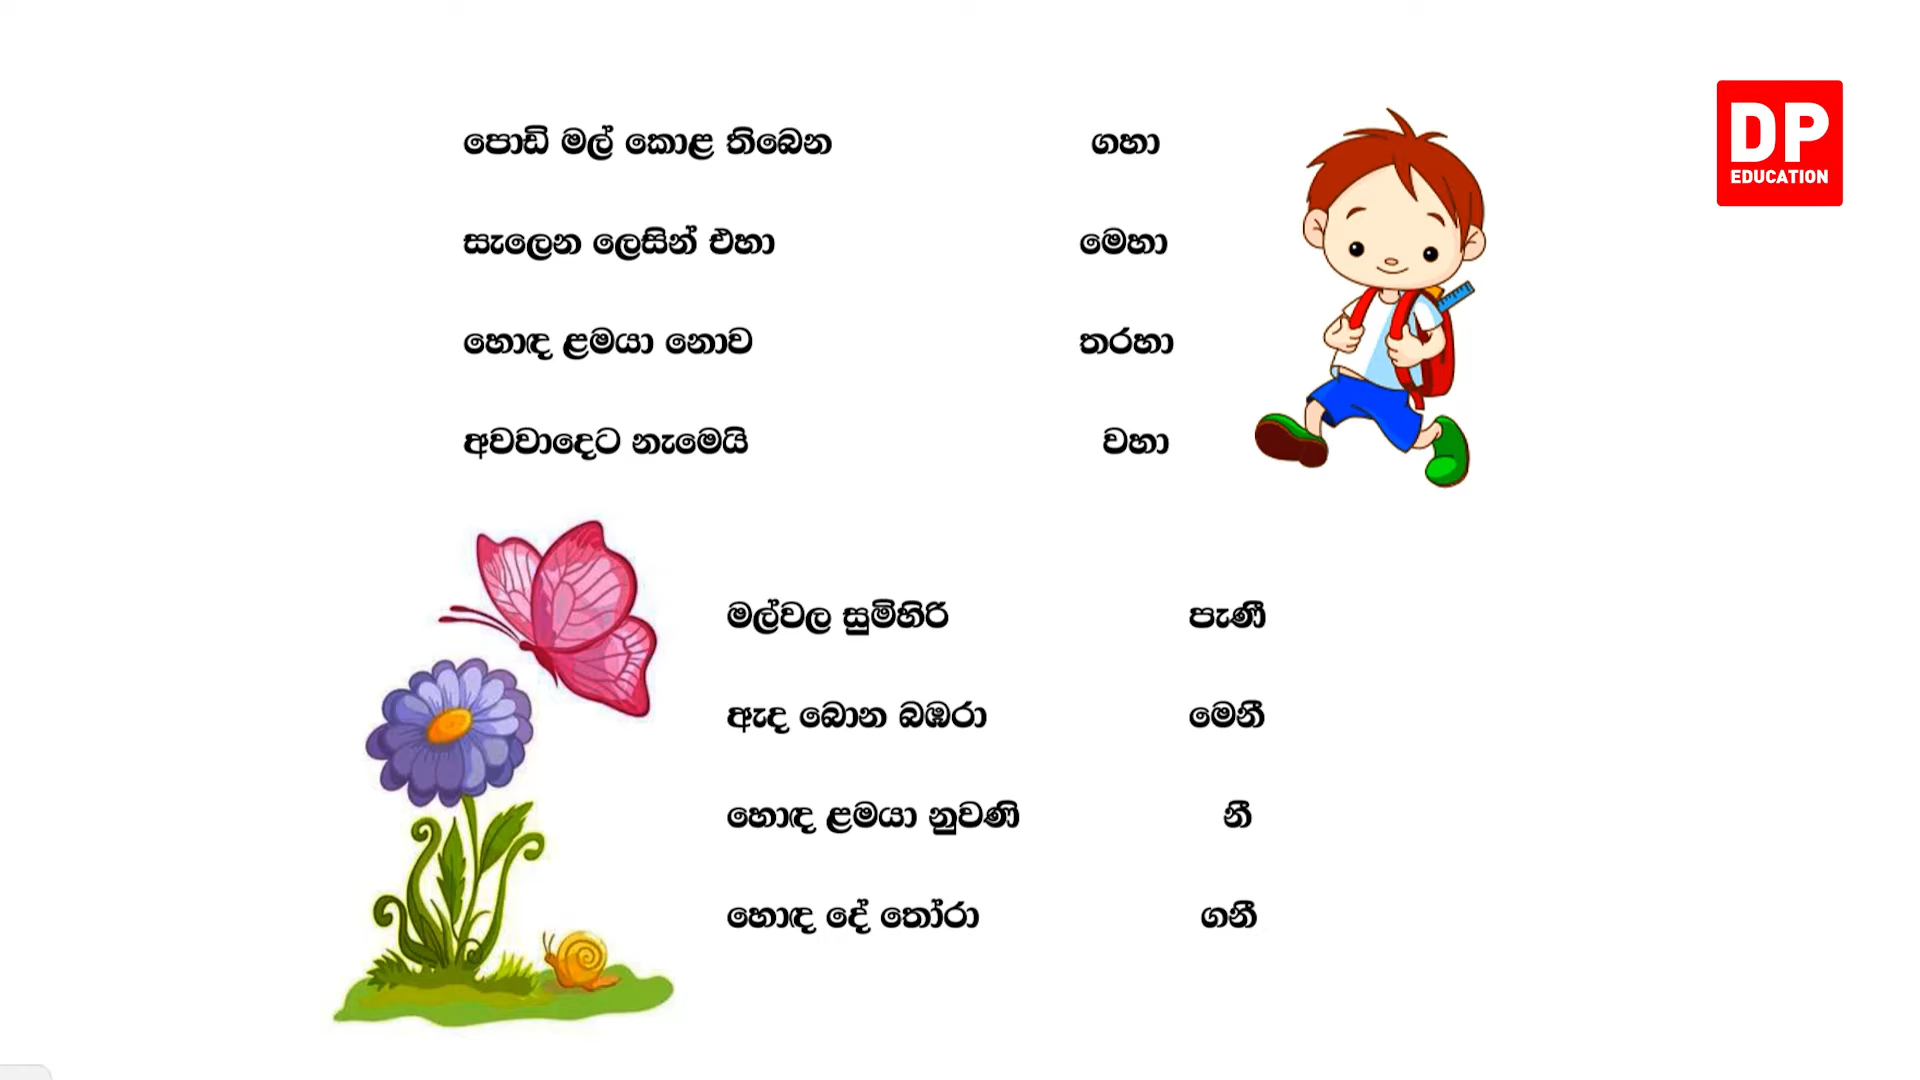 DP
EDUCATION
පොඩි මල් කොළ තිබෙන ගහා
සැලෙන ලෙසින් එහා මෙහා
හොඳ ළමයා නොව තරහා
අවවාදෙට නැමෙයි වහා
මල්වල සුමිහිරි පැණී
ඇද බොන බඹරා මෙනී
හොඳ ළමයා නුවණි නී
හොඳ දේ තෝරා ගනී